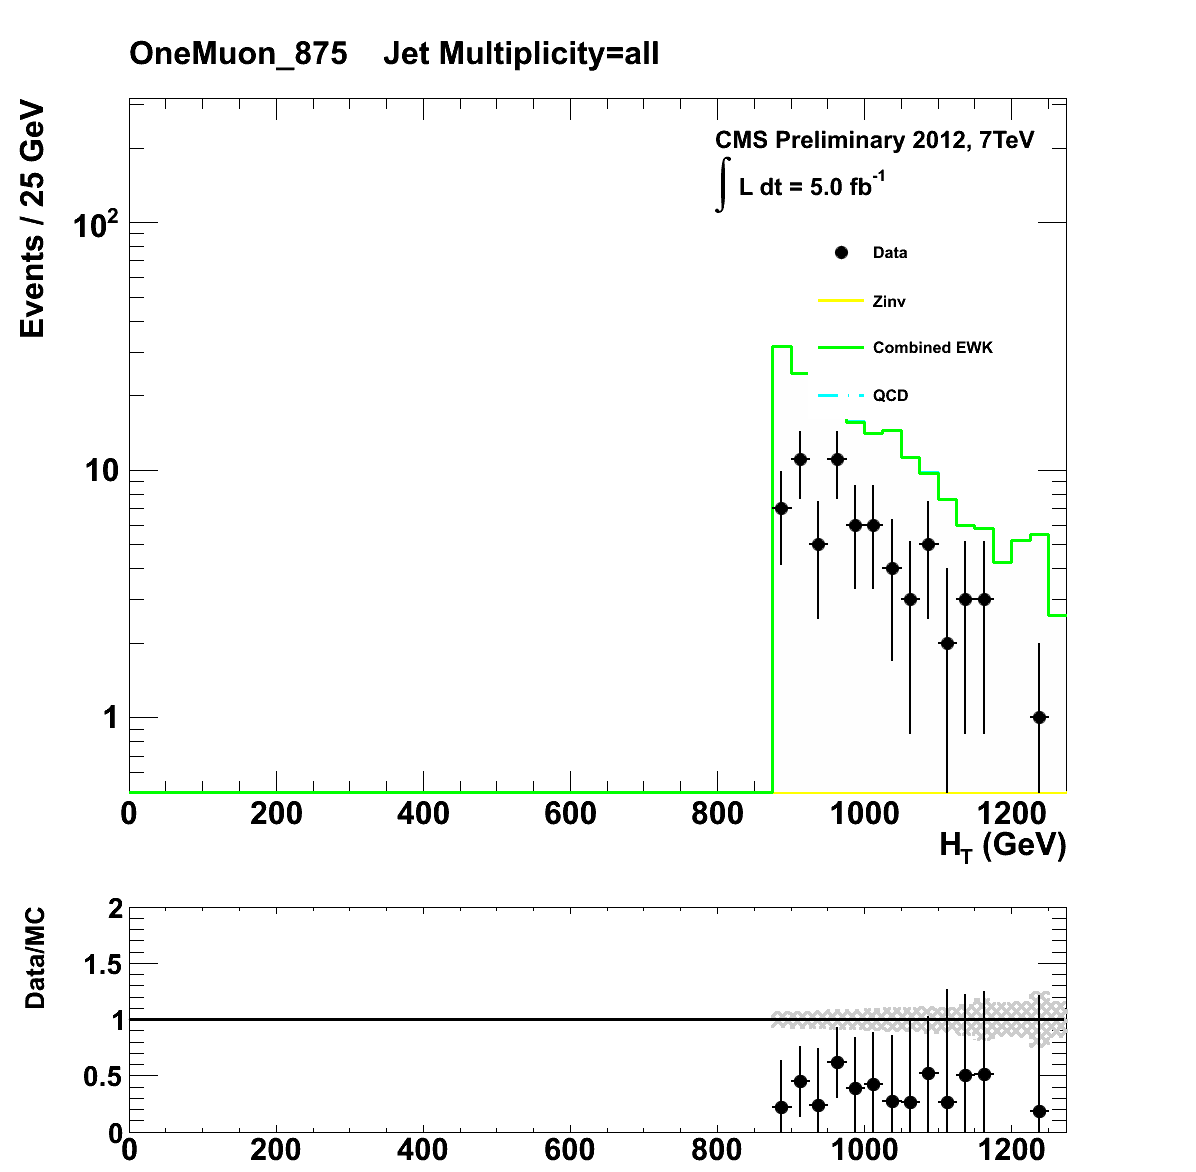 OneMuon_875 Jet Multiplicity=all
Events / 25 GeV
CMS Preliminary 2012, 7TeV
∫ L dt = 5.0 fb⁻¹
Data
Zinv
Combined EWK
QCD
10²
10
1
0 200 400 600 800 1000 1200
H_T (GeV)
Data/MC
2
1.5
1
0.5
0
0 200 400 600 800 1000 1200